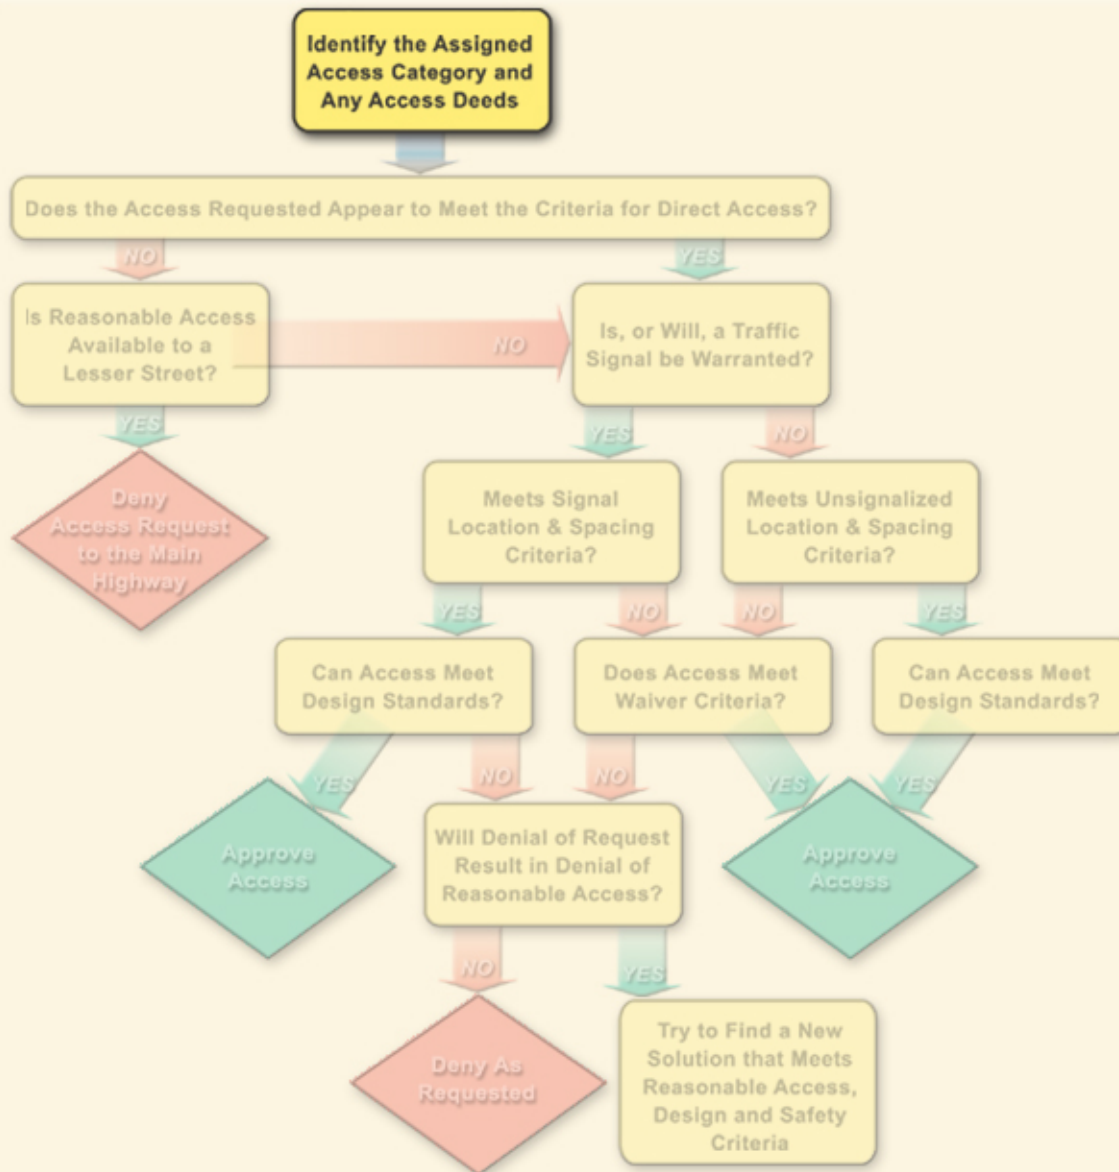 Identify the Assigned
Access Category and
Any Access Deeds
Does the Access Requested Appear to Meet the Criteria for Direct Access?
NO
YES
Is Reasonable Access
Available to a
Lesser Street?
NO
Is, or Will, a Traffic
Signal be Warranted?
YES
YES
NO
Deny
Access Request
to the Main
Highway
Meets Signal
Location & Spacing
Criteria?
Meets Unsignalized
Location & Spacing
Criteria?
YES
NO
NO
YES
Can Access Meet
Design Standards?
Does Access Meet
Waiver Criteria?
Can Access Meet
Design Standards?
YES
NO
NO
YES
YES
Approve
Access
Will Denial of Request
Result in Denial of
Reasonable Access?
Approve
Access
NO
YES
Deny As
Requested
Try to Find a New
Solution that Meets
Reasonable Access,
Design and Safety
Criteria